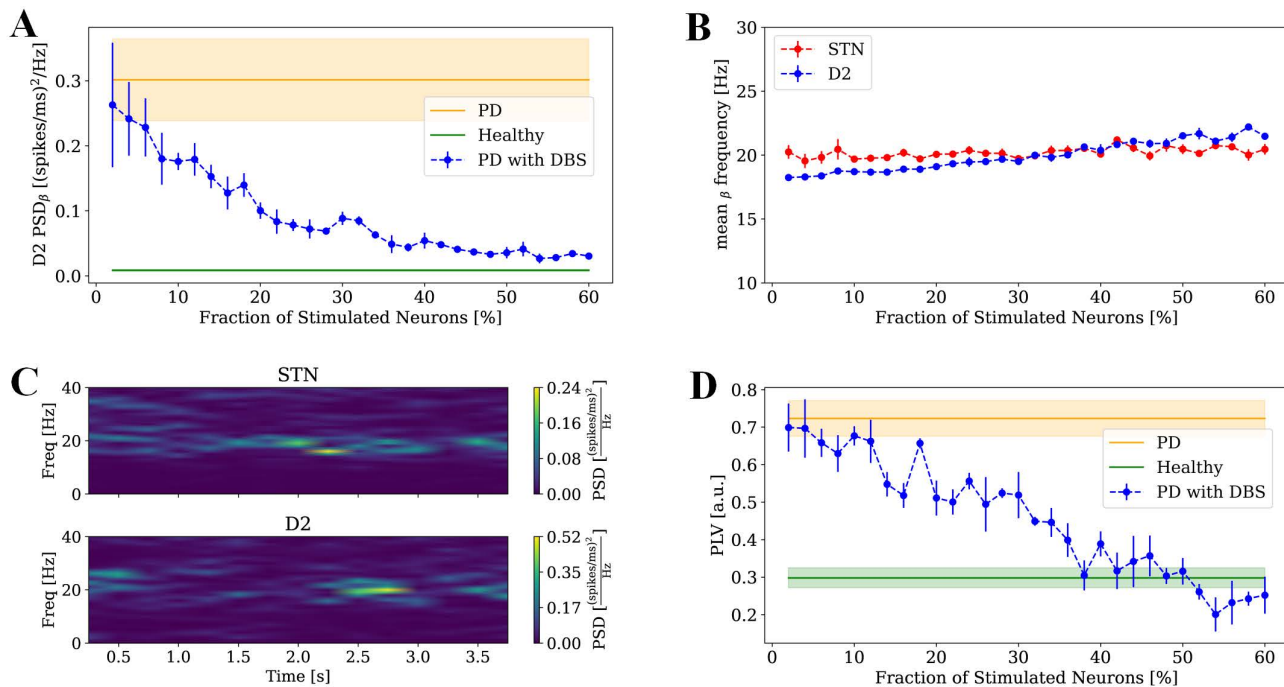 A
D2 PSDβ [(spikes/ms)²/Hz]
0.3
0.2
0.1
0.0
PD
Healthy
PD with DBS
0 10 20 30 40 50 60
Fraction of Stimulated Neurons [%]
B
mean β frequency [Hz]
30
25
20
15
10
STN
D2
0 10 20 30 40 50 60
Fraction of Stimulated Neurons [%]
C
STN
Freq [Hz]
40
20
0
0.24
0.16
0.08
0.00
PSD [(spikes/ms)²/Hz]
D2
Freq [Hz]
40
20
0
0.52
0.35
0.17
0.00
PSD [(spikes/ms)²/Hz]
0.5 1.0 1.5 2.0 2.5 3.0 3.5
Time [s]
D
PLV [a.u.]
0.8
0.7
0.6
0.5
0.4
0.3
0.2
PD
Healthy
PD with DBS
0 10 20 30 40 50 60
Fraction of Stimulated Neurons [%]